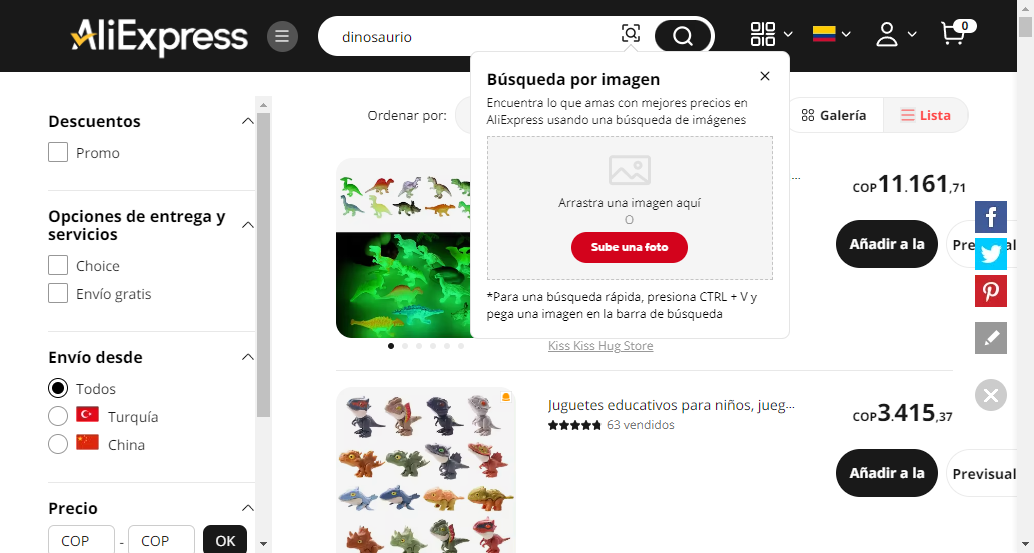 AliExpress
dinosaurio
0
Búsqueda por imagen
Encuentra lo que amas con mejores precios en
AliExpress usando una búsqueda de imágenes
Arrastra una imagen aquí
O
Sube una foto
*Para una búsqueda rápida, presiona CTRL + V y
pega una imagen en la barra de búsqueda
Descuentos
Promo
Opciones de entrega y
servicios
Choice
Envío gratis
Envío desde
Todos
Turquía
China
Precio
COP - COP OK
Ordenar por:
Galería
Lista
...
COP11.161,71
Añadir a la
Previsual
Kiss Kiss Hug Store
Juguetes educativos para niños, jueg...
63 vendidos
COP3.415,37
Añadir a la
Previsual